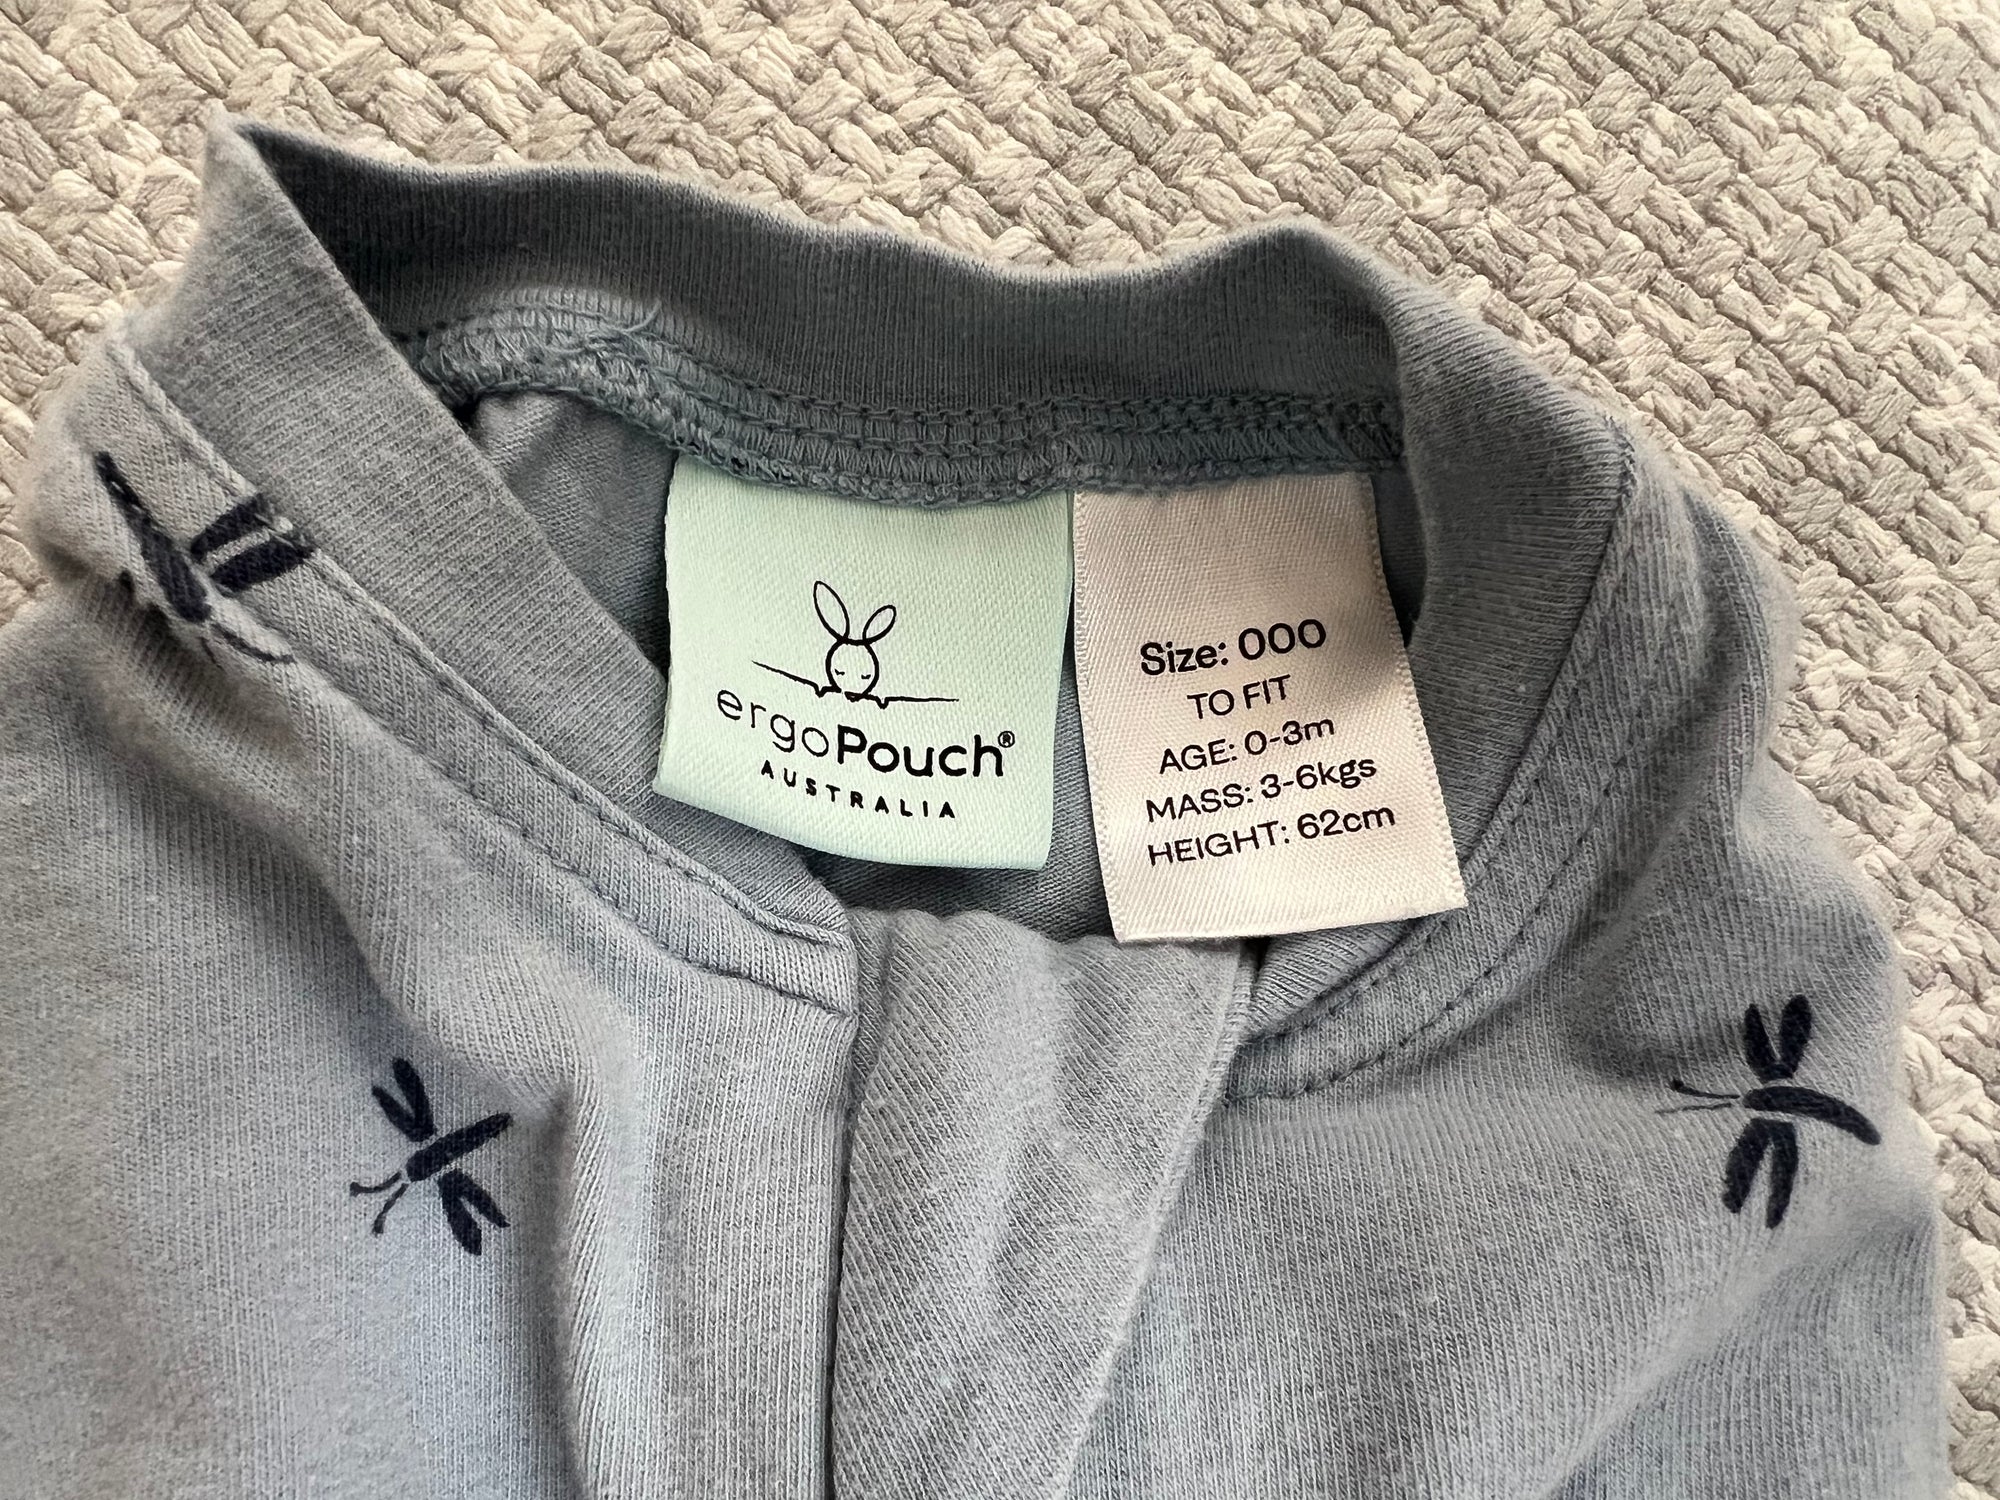 ergoPouch®
AUSTRALIA
Size: 000
TO FIT
AGE: 0-3m
MASS: 3-6kgs
HEIGHT: 62cm